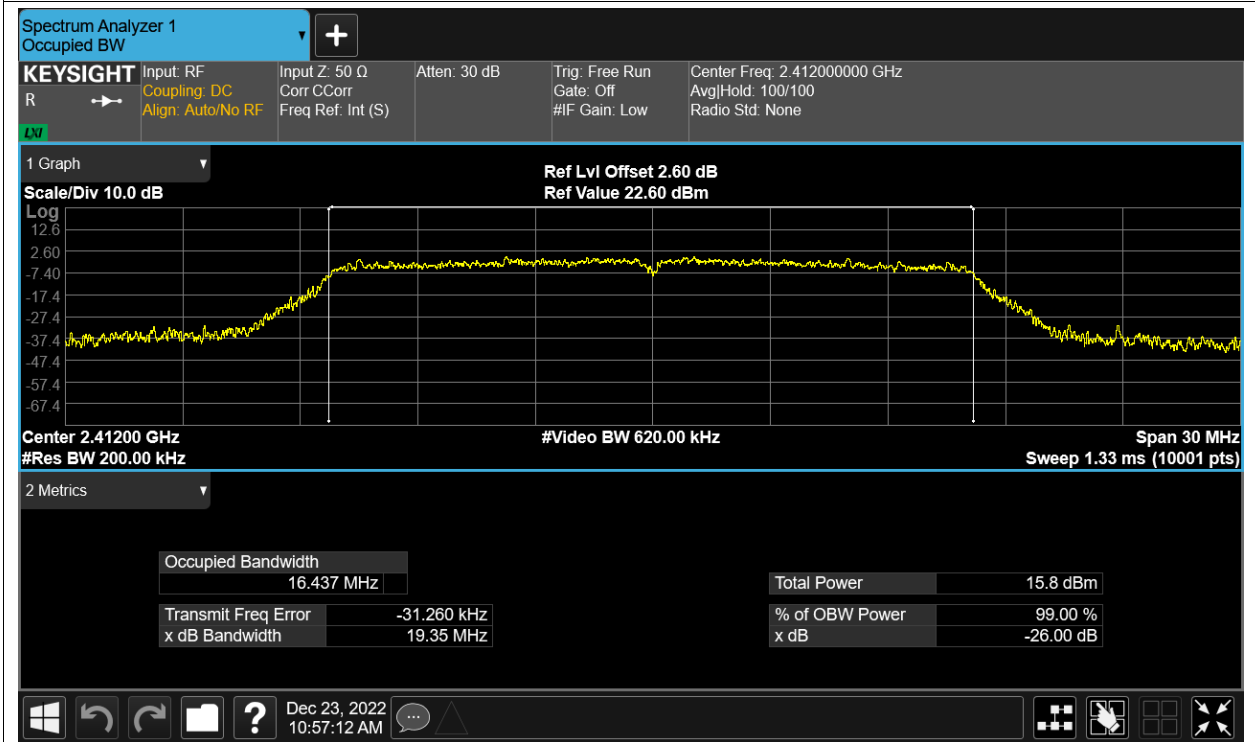 Spectrum Analyzer 1
Occupied BW
KEYSIGHT
R
LXI
Input: RF
Coupling: DC
Align: Auto/No RF
Input Z: 50 Ω
Corr CCorr
Freq Ref: Int (S)
Atten: 30 dB
Trig: Free Run
Gate: Off
#IF Gain: Low
Center Freq: 2.412000000 GHz
Avg|Hold: 100/100
Radio Std: None
1 Graph
Scale/Div 10.0 dB
Ref Lvl Offset 2.60 dB
Ref Value 22.60 dBm
Log
12.6
2.60
-7.40
-17.4
-27.4
-37.4
-47.4
-57.4
-67.4
Center 2.41200 GHz
#Video BW 620.00 kHz
Span 30 MHz
#Res BW 200.00 kHz
Sweep 1.33 ms (10001 pts)
2 Metrics
Occupied Bandwidth
16.437 MHz
Total Power 15.8 dBm
Transmit Freq Error -31.260 kHz
% of OBW Power 99.00 %
x dB Bandwidth 19.35 MHz
x dB -26.00 dB
?
Dec 23, 2022
10:57:12 AM